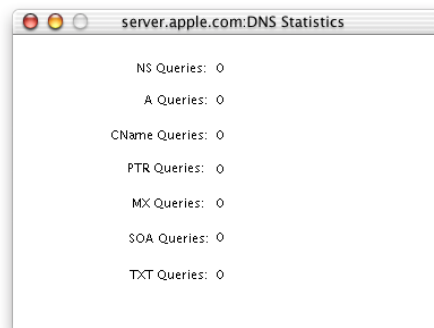 server.apple.com:DNS Statistics
NS Queries: 0
A Queries: 0
CName Queries: 0
PTR Queries: 0
MX Queries: 0
SOA Queries: 0
TXT Queries: 0